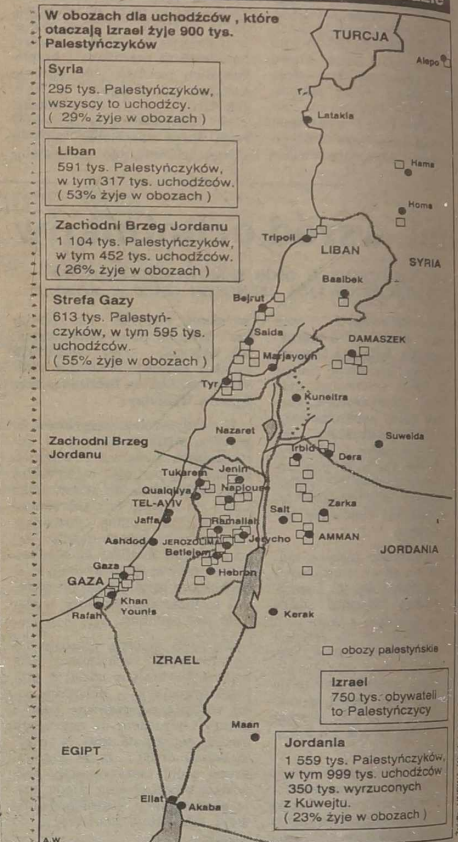 W obozach dla uchodźców, które
otaczają Izrael żyje 900 tys.
Palestyńczyków
TURCJA
Alepo
Syria
295 tys. Palestyńczyków,
wszyscy to uchodźcy.
( 29% żyje w obozach )
Latakia
Liban
591 tys. Palestyńczyków,
w tym 317 tys. uchodźców.
( 53% żyje w obozach )
Hama
Homs
Zachodni Brzeg Jordanu
1 104 tys. Palestyńczyków,
w tym 452 tys. uchodźców.
( 26% żyje w obozach )
Tripoli
LIBAN
SYRIA
Baalbek
Strefa Gazy
613 tys. Palestyń-
czyków, w tym 595 tys.
uchodźców.
( 55% żyje w obozach )
Bejrut
Saida
DAMASZEK
Marjayoun
Tyr
Kuneitra
Nazaret
Suweida
Zachodni Brzeg
Jordanu
Irbid
Dera
Tukarem
Jenin
Qualqilya
Naplous
TEL-AVIV
Jaffa
Salt
Zarka
Ramallah
Ashdod
JEROZOLIMA
Jerycho
AMMAN
Betlejem
JORDANIA
Gaza
Hebron
GAZA
Khan
Younis
Rafah
Kerak
IZRAEL
obozy palestyńskie
Izrael
750 tys. obywateli
to Palestyńczycy
Maan
EGIPT
Jordania
1 559 tys. Palestyńczyków,
w tym 999 tys. uchodźców
350 tys. wyrzuconych
z Kuwejtu.
( 23% żyje w obozach )
Eilat
Akaba
A.W.